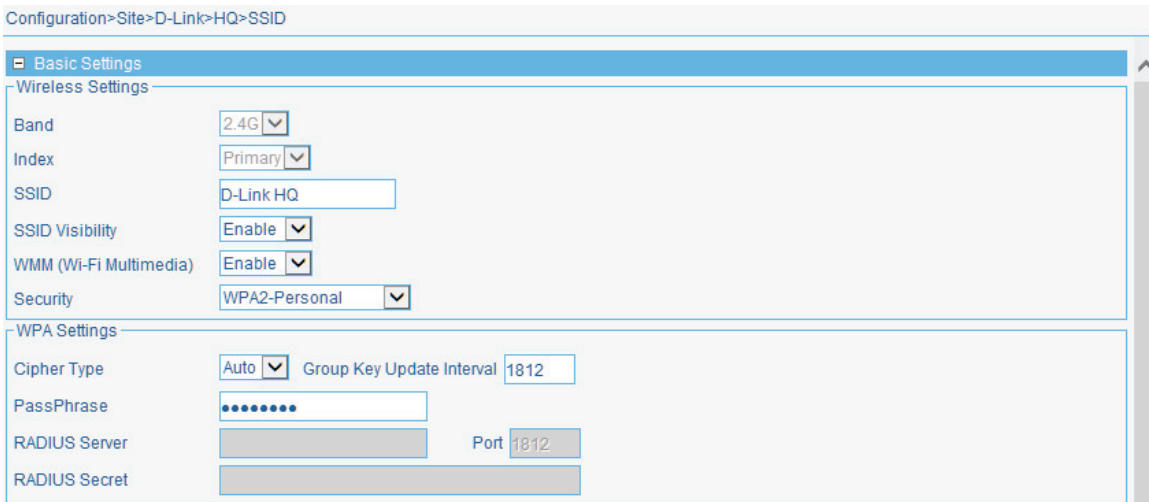 Configuration>Site>D-Link>HQ>SSID
Basic Settings
Wireless Settings
Band 2.4G
Index Primary
SSID D-Link HQ
SSID Visibility Enable
WMM (Wi-Fi Multimedia) Enable
Security WPA2-Personal
WPA Settings
Cipher Type Auto Group Key Update Interval 1812
PassPhrase ••••••••
RADIUS Server Port 1812
RADIUS Secret